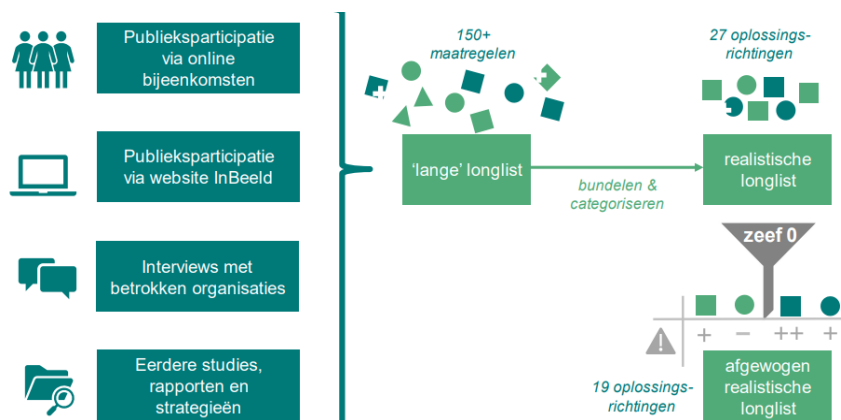 Publieksparticipatie
via online
bijeenkomsten
Publieksparticipatie
via website InBeeld
Interviews met
betrokken organisaties
Eerdere studies,
rapporten en
strategieën
150+
maatregelen
'lange' longlist
bundelen &
categoriseren
27 oplossings-
richtingen
realistische
longlist
zeef 0
+ − ++ +
19 oplossings-
richtingen
afgewogen
realistische
longlist